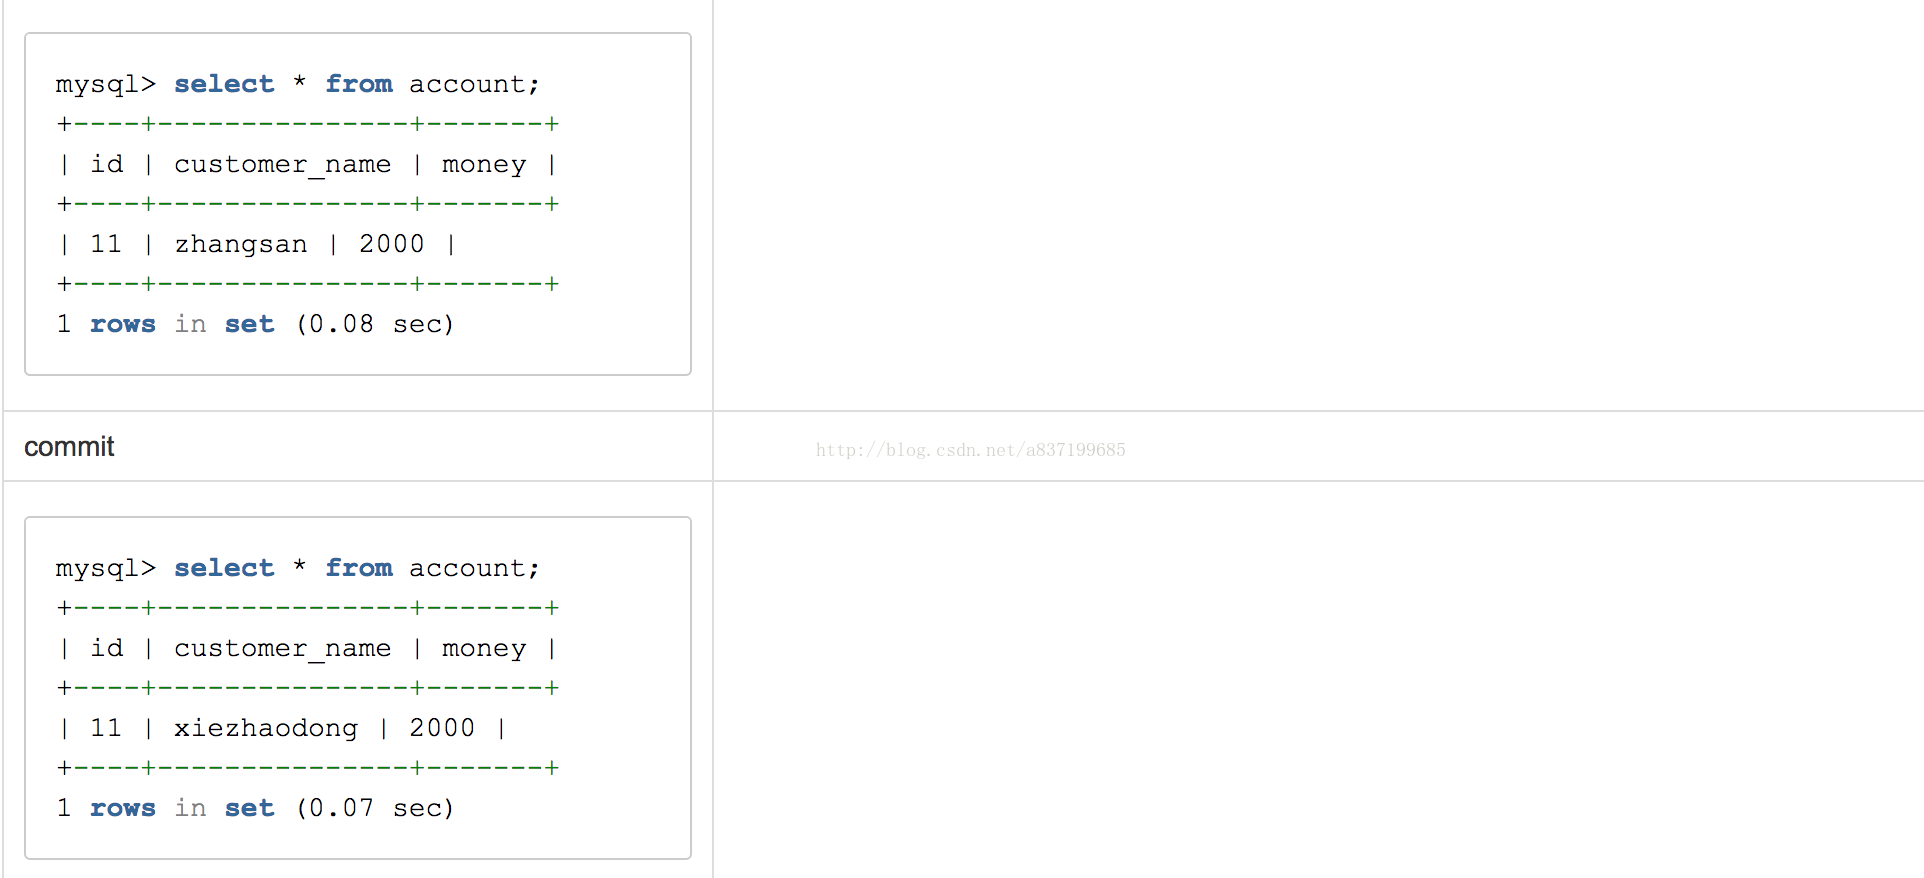 mysql> select * from account;
+----+---------------+-------+
| id | customer_name | money |
+----+---------------+-------+
| 11 | zhangsan | 2000 |
+----+---------------+-------+
1 rows in set (0.08 sec)
commit
http://blog.csdn.net/a837199685
mysql> select * from account;
+----+---------------+-------+
| id | customer_name | money |
+----+---------------+-------+
| 11 | xiezhaodong | 2000 |
+----+---------------+-------+
1 rows in set (0.07 sec)